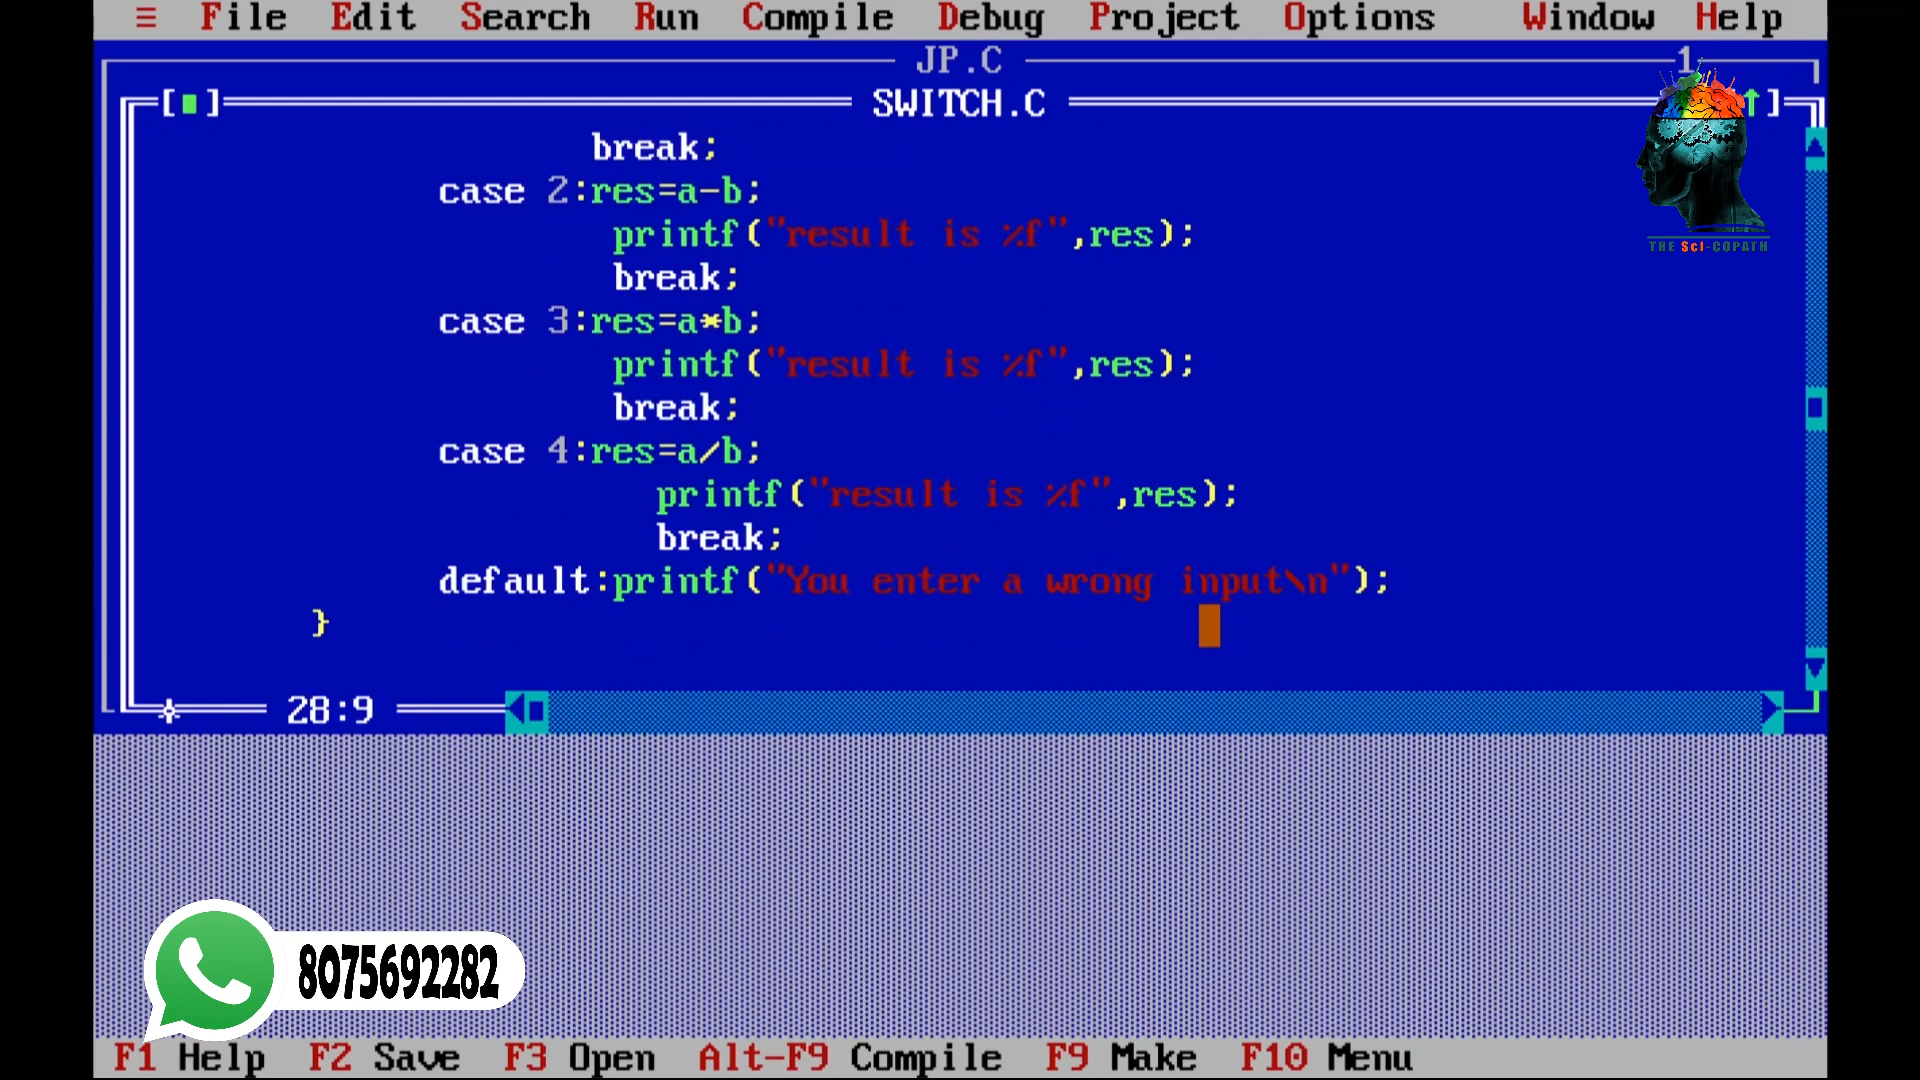 ≡ File Edit Search Run Compile Debug Project Options Window Help
JP.C 1
[■] SWITCH.C ↑]
break;
case 2:res=a-b;
printf("result is %f",res);
break;
case 3:res=a*b;
printf("result is %f",res);
break;
case 4:res=a/b;
printf("result is %f",res);
break;
default:printf("You enter a wrong input\n");
}
28:9
THE ScI-COPATH
8075692282
F1 Help F2 Save F3 Open Alt-F9 Compile F9 Make F10 Menu